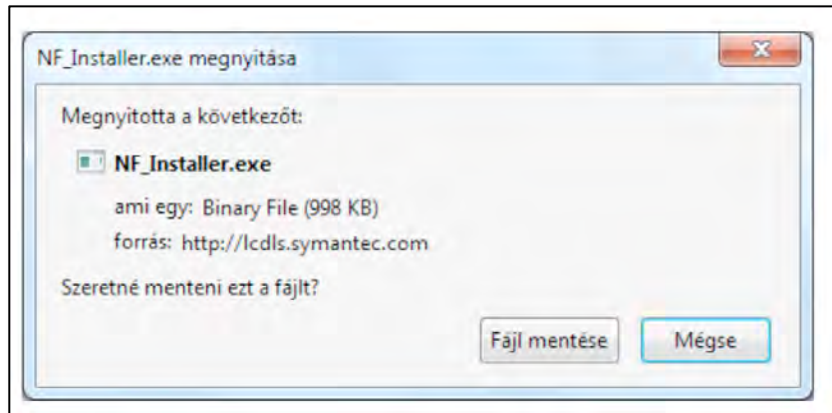 NF_Installer.exe megnyitása
Megnyitotta a következőt:
NF_Installer.exe
ami egy: Binary File (998 KB)
forrás: http://lcdls.symantec.com
Szeretné menteni ezt a fájlt?
Fájl mentése Mégse